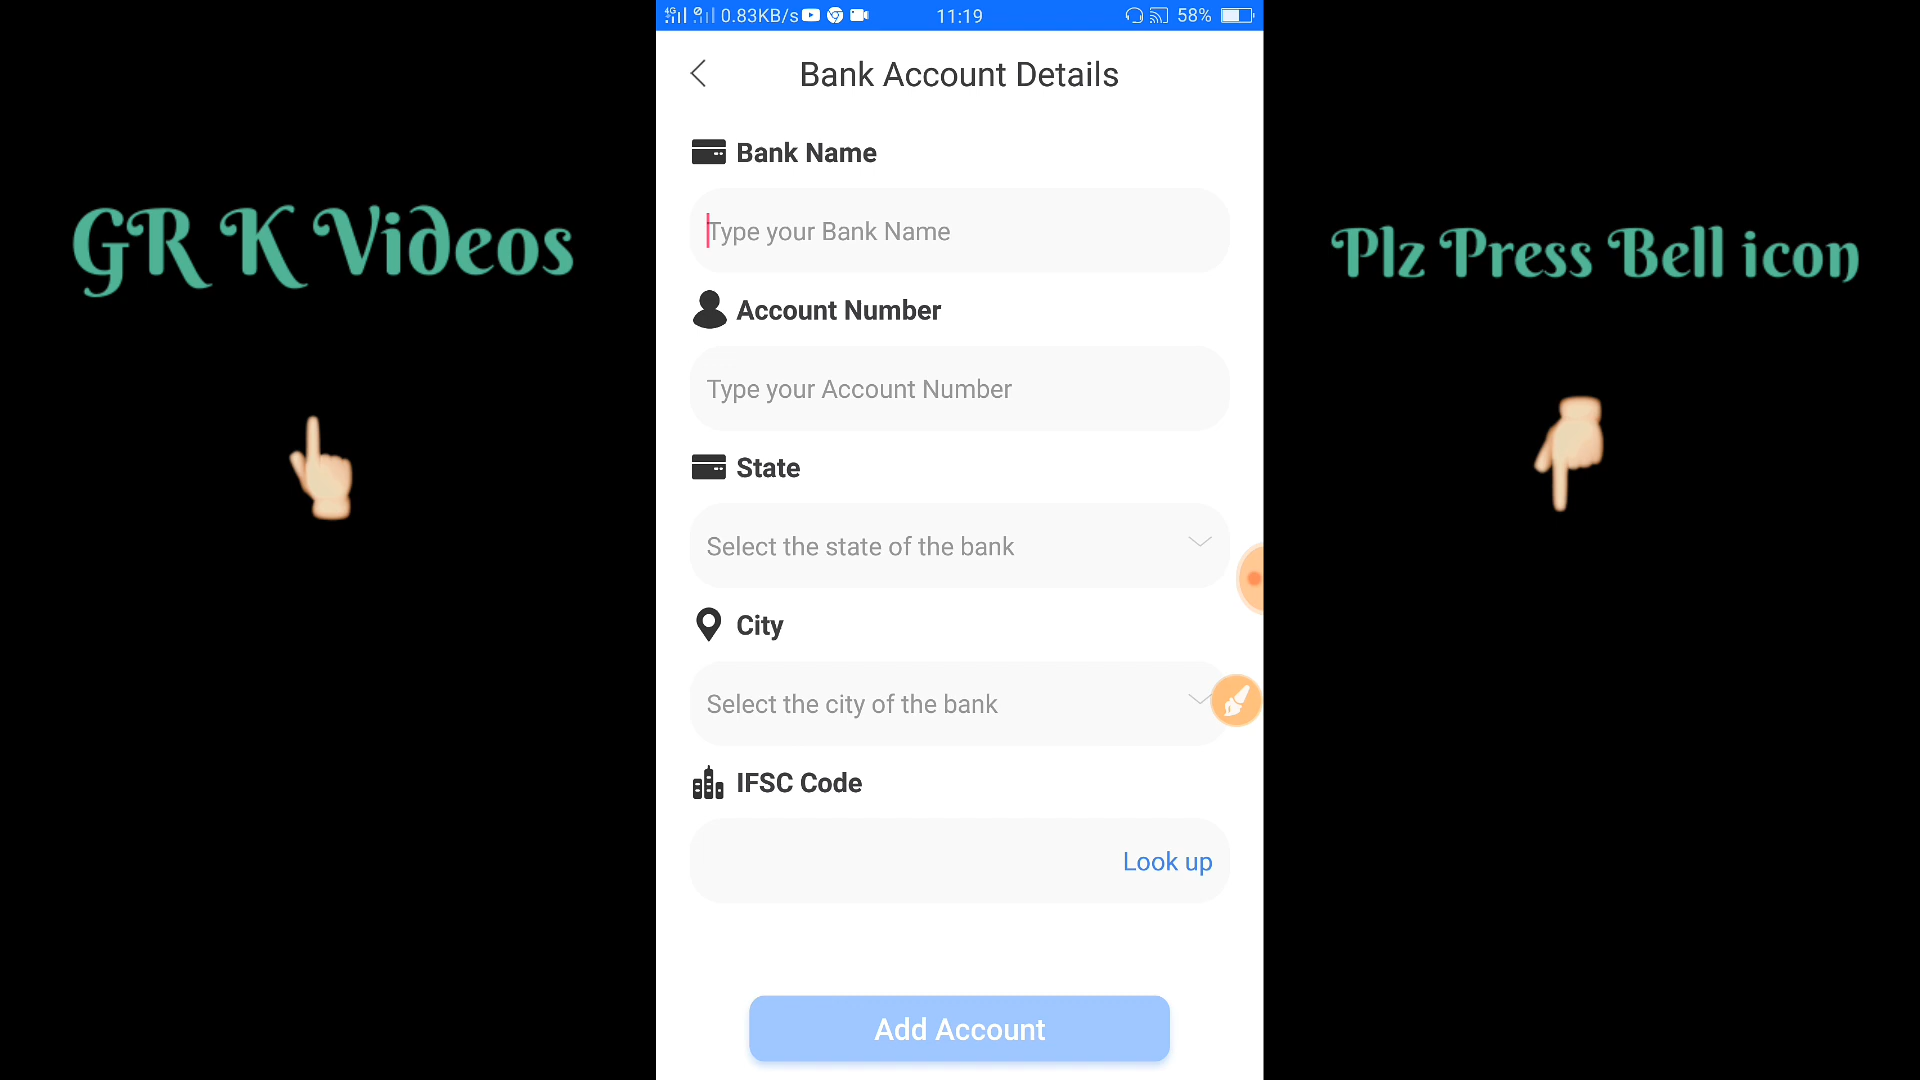 4G 0.83KB/s 11:19 58%
Bank Account Details
Bank Name
Type your Bank Name
Account Number
Type your Account Number
State
Select the state of the bank
City
Select the city of the bank
IFSC Code
Look up
Add Account
GR K Videos
Plz Press Bell icon